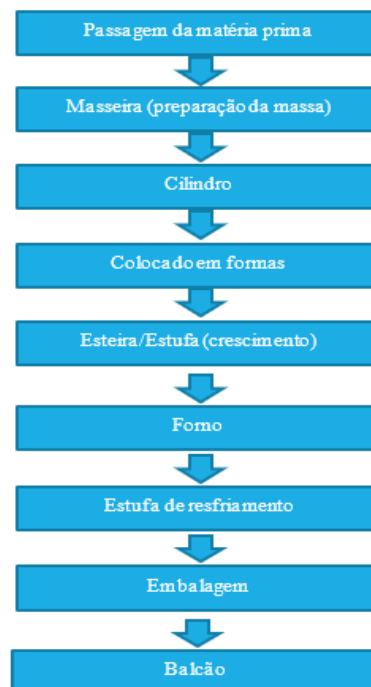 Passagem da matéria prima
Masseira (preparação da massa)
Cilindro
Colocado em formas
Esteira/Estufa (crescimento)
Forno
Estufa de resfriamento
Embalagem
Balcão